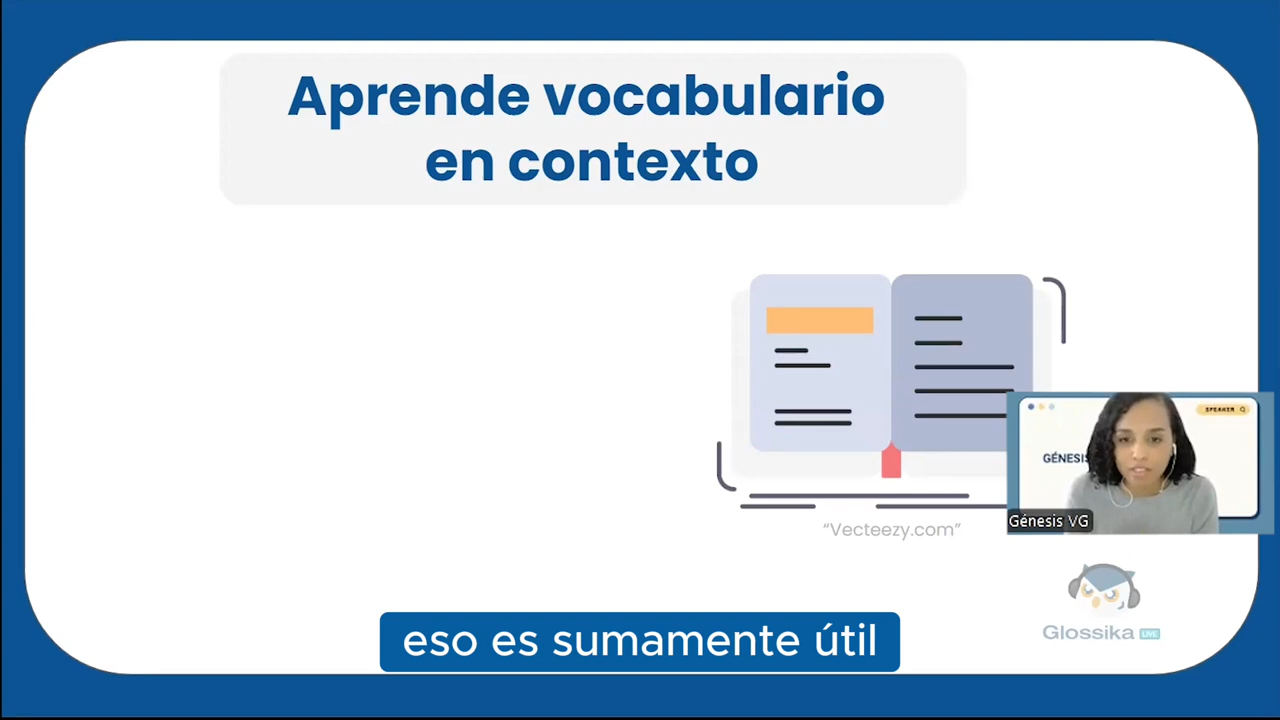 Aprende vocabulario
en contexto
“Vecteezy.com”
SPEAKER
GÉNESIS
Génesis VG
Glossika LIVE
eso es sumamente útil